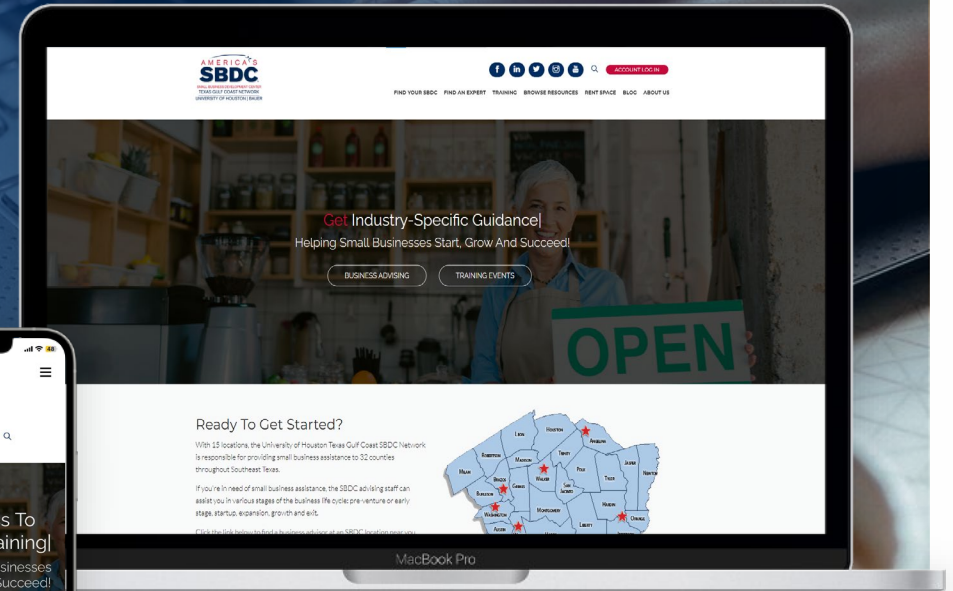 AMERICA'S
SBDC
SMALL BUSINESS DEVELOPMENT CENTER
TEXAS GULF COAST NETWORK
UNIVERSITY OF HOUSTON | BAUER
ACCOUNT LOG IN
FIND YOUR SBDC FIND AN EXPERT TRAINING BROWSE RESOURCES RENT SPACE BLOG ABOUT US
Get Industry-Specific Guidance|
Helping Small Businesses Start, Grow And Succeed!
BUSINESS ADVISING TRAINING EVENTS
OPEN
Ready To Get Started?
With 15 locations, the University of Houston Texas Gulf Coast SBDC Network
is responsible for providing small business assistance to 32 counties
throughout Southeast Texas.
If you're in need of small business assistance, the SBDC advising staff can
assist you in various stages of the business life cycle: pre-venture or early
stage, startup, expansion, growth and exit.
Click the link below to find a business advisor at an SBDC location near you
LEON
HOUSTON
ANGELINA
ROBERTSON
MADISON
TRINITY
JASPER
NEWTON
MILAM
BRAZOS
GRIMES
WALKER
POLK
TYLER
BURLESON
SAN
JACINTO
HARDIN
WASHINGTON
MONTGOMERY
LIBERTY
ORANGE
AUSTIN
MacBook Pro
48
s To
aining|
sinesses
Succeed!